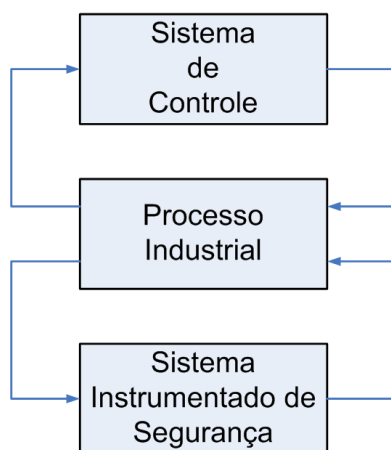 Sistema
de
Controle
Processo
Industrial
Sistema
Instrumentado de
Segurança